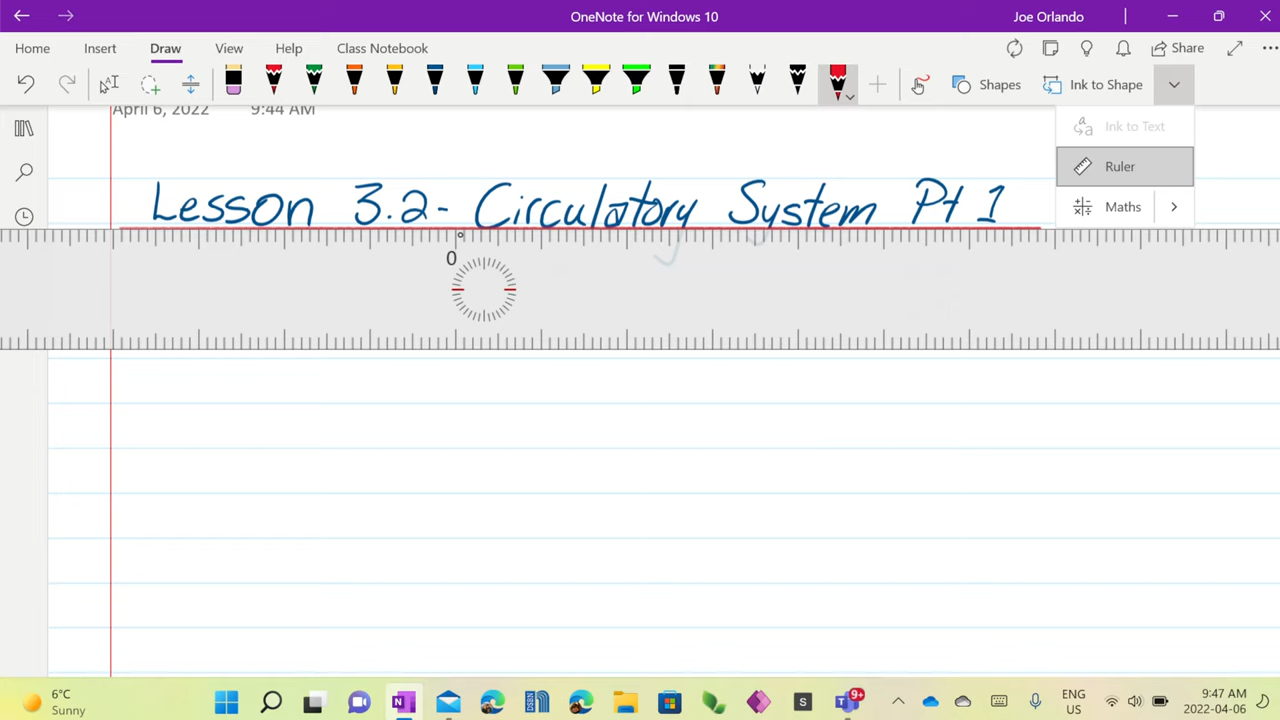 OneNote for Windows 10
Joe Orlando
Home
Insert
Draw
View
Help
Class Notebook
Share
Shapes
Ink to Shape
April 6, 2022
9:44 AM
Ink to Text
Ruler
Maths
Lesson 3.2- Circulatory System Pt 1
0
6°C
Sunny
DSBN
S
9+
ENG
US
9:47 AM
2022-04-06